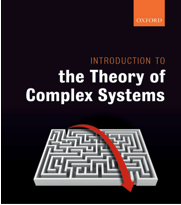 OXFORD
INTRODUCTION TO
the Theory of
Complex Systems